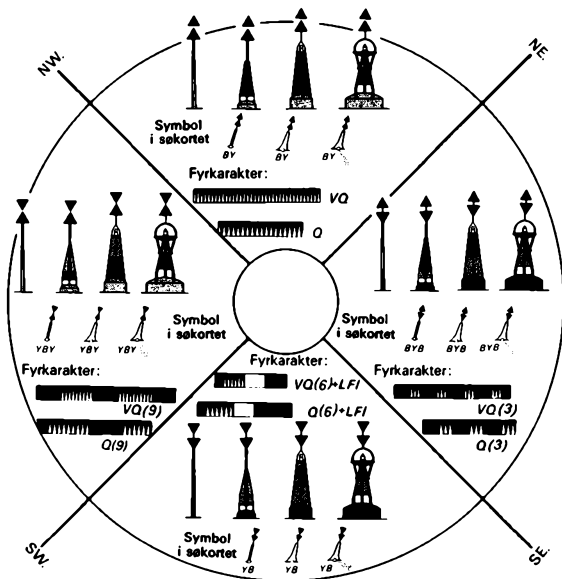 NW.
NE.
Symbol
i søkortet
BY
BY
BY
Fyrkarakter:
VQ
Q
YBY
YBY
YBY
Symbol
i søkortet
Fyrkarakter:
VQ(9)
Q(9)
Symbol
i søkortet
BYB
BYB
BYB
Fyrkarakter:
VQ(3)
Q(3)
Fyrkarakter:
VQ(6)+LFI
Q(6)+LFI
Symbol
i søkortet
YB
YB
YB
SW.
SE.